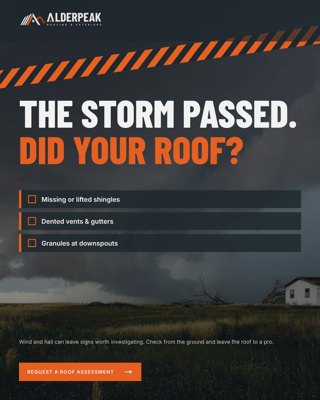 ALDERPEAK
ROOFING & EXTERIORS
THE STORM PASSED.
DID YOUR ROOF?
Missing or lifted shingles
Dented vents & gutters
Granules at downspouts
Wind and hail can leave signs worth investigating. Check from the ground and leave the roof to a pro.
REQUEST A ROOF ASSESSMENT